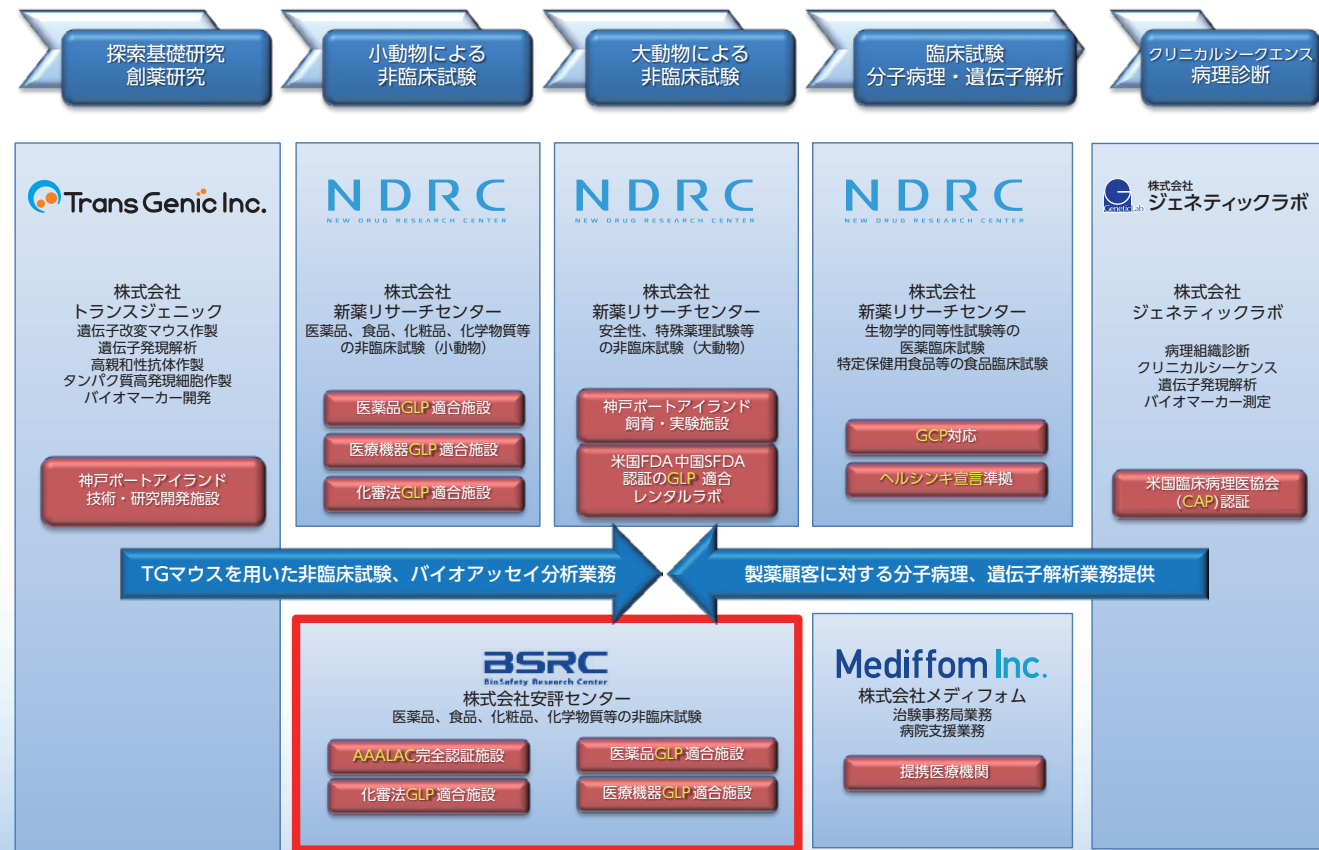 探索基礎研究
創薬研究
小動物による
非臨床試験
大動物による
非臨床試験
臨床試験
分子病理・遺伝子解析
クリニカルシークエンス
病理診断
Trans Genic Inc.
株式会社
トランスジェニック
遺伝子改変マウス作製
遺伝子発現解析
高親和性抗体作製
タンパク質高発現細胞作製
バイオマーカー開発
神戸ポートアイランド
技術・研究開発施設
NDRC
NEW DRUG RESEARCH CENTER
株式会社
新薬リサーチセンター
医薬品、食品、化粧品、化学物質等
の非臨床試験（小動物）
医薬品GLP適合施設
医療機器GLP適合施設
化審法GLP適合施設
NDRC
NEW DRUG RESEARCH CENTER
株式会社
新薬リサーチセンター
安全性、特殊薬理試験等
の非臨床試験（大動物）
神戸ポートアイランド
飼育・実験施設
米国FDA中国SFDA
認証のGLP 適合
レンタルラボ
NDRC
NEW DRUG RESEARCH CENTER
株式会社
新薬リサーチセンター
生物学的同等性試験等の
医薬臨床試験
特定保健用食品等の食品臨床試験
GCP対応
ヘルシンキ宣言準拠
GeneticLab
株式会社
ジェネティックラボ
株式会社
ジェネティックラボ
病理組織診断
クリニカルシーケンス
遺伝子発現解析
バイオマーカー測定
米国臨床病理医協会
(CAP)認証
TGマウスを用いた非臨床試験、バイオアッセイ分析業務
製薬顧客に対する分子病理、遺伝子解析業務提供
BSRC
BioSafety Research Center
株式会社安評センター
医薬品、食品、化粧品、化学物質等の非臨床試験
AAALAC完全認証施設
医薬品GLP適合施設
化審法GLP適合施設
医療機器GLP適合施設
Mediffom Inc.
株式会社メディフォム
治験事務局業務
病院支援業務
提携医療機関